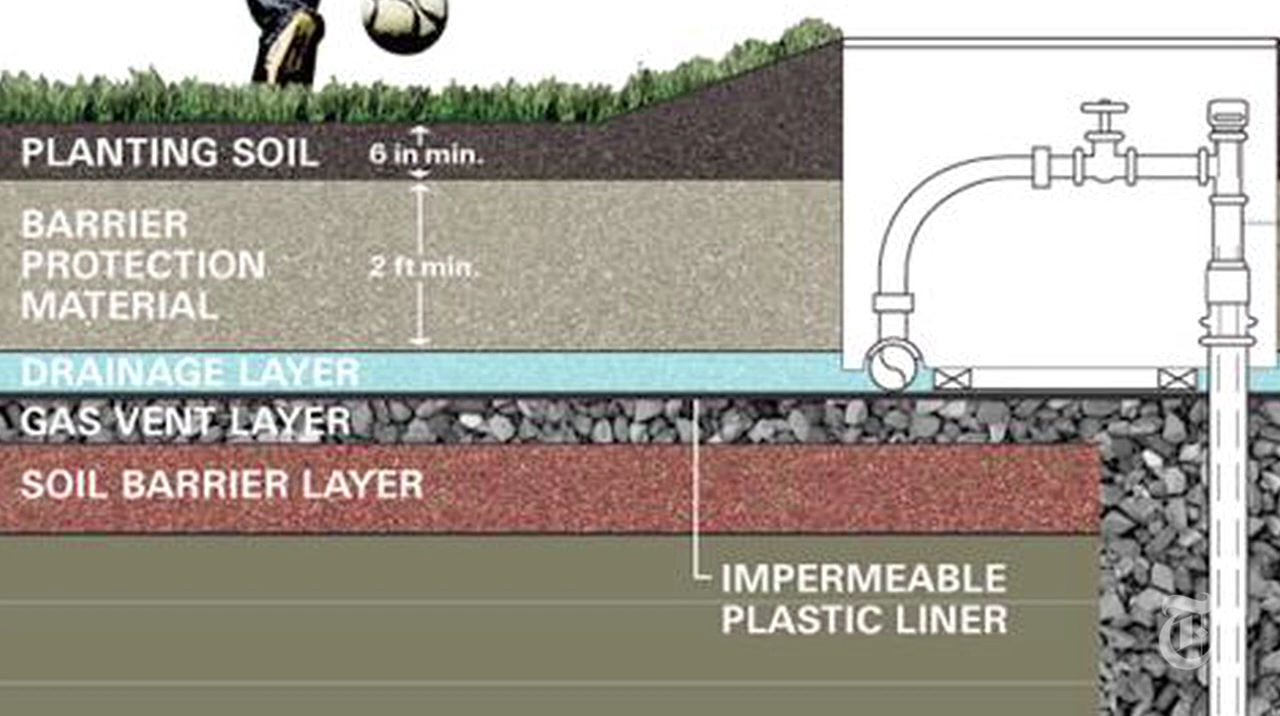 PLANTING SOIL
6 in min.
BARRIER
PROTECTION
MATERIAL
2 ft min.
DRAINAGE LAYER
GAS VENT LAYER
SOIL BARRIER LAYER
IMPERMEABLE
PLASTIC LINER
T